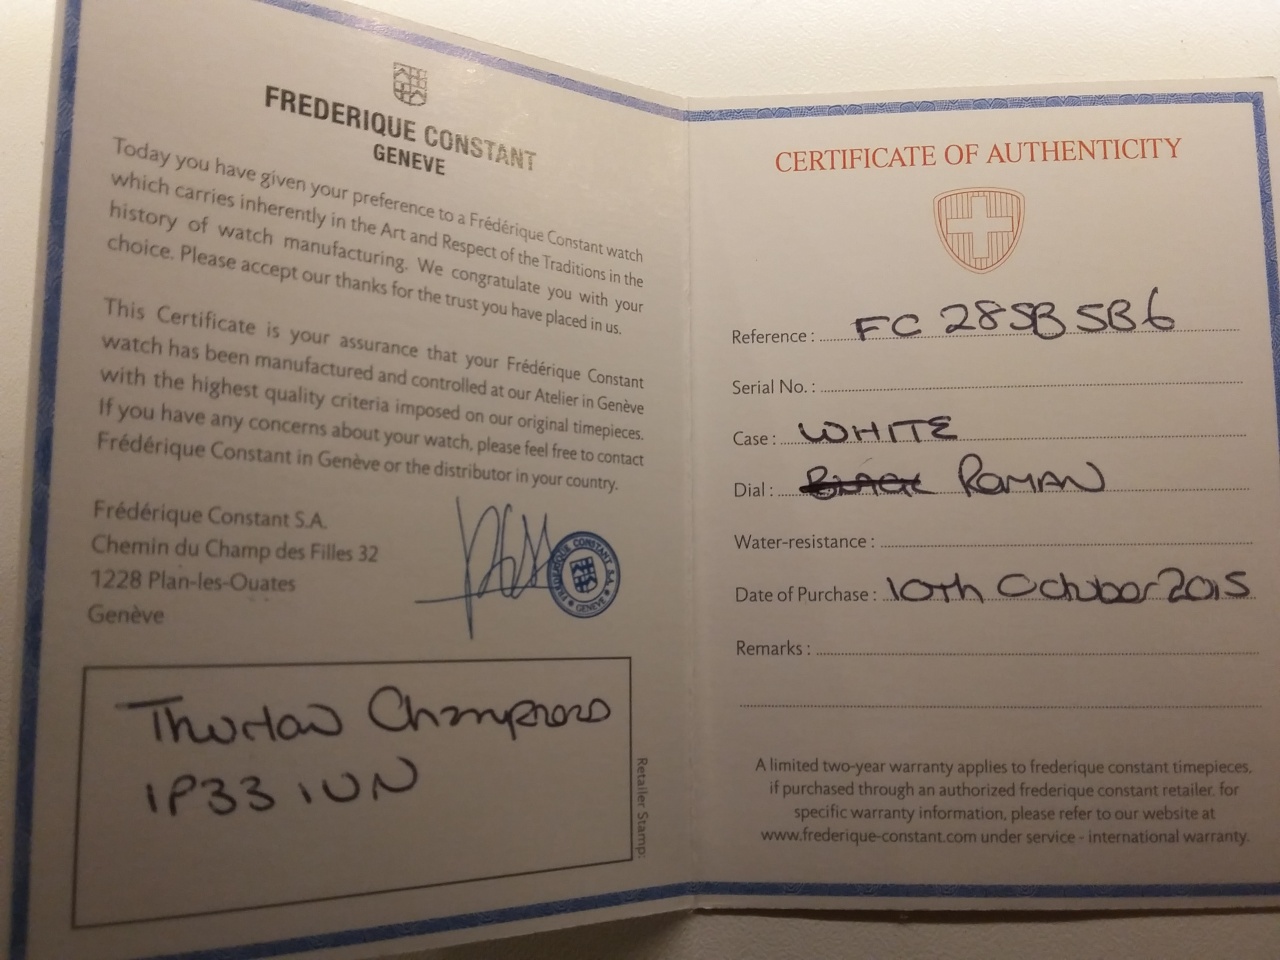 FREDERIQUE CONSTANT
GENEVE
Today you have given your preference to a Frédérique Constant watch
which carries inherently in the Art and Respect of the Traditions in the
history of watch manufacturing. We congratulate you with your
choice. Please accept our thanks for the trust you have placed in us.
This Certificate is your assurance that your Frédérique Constant
watch has been manufactured and controlled at our Atelier in Genève
with the highest quality criteria imposed on our original timepieces.
If you have any concerns about your watch, please feel free to contact
Frédérique Constant in Genève or the distributor in your country.
Frédérique Constant S.A.
Chemin du Champ des Filles 32
1228 Plan-les-Ouates
Genève
FREDERIQUE CONSTANT S.A.
GENEVE
Thurlow Champness
IP33 1UN
Retailer Stamp:
CERTIFICATE OF AUTHENTICITY
Reference : FC 285B5B6
Serial No. :
Case : WHITE
Dial : BLACK ROMAN
Water-resistance :
Date of Purchase : 10th October 2015
Remarks :
A limited two-year warranty applies to frederique constant timepieces,
if purchased through an authorized frederique constant retailer. for
specific warranty information, please refer to our website at
www.frederique-constant.com under service - international warranty.